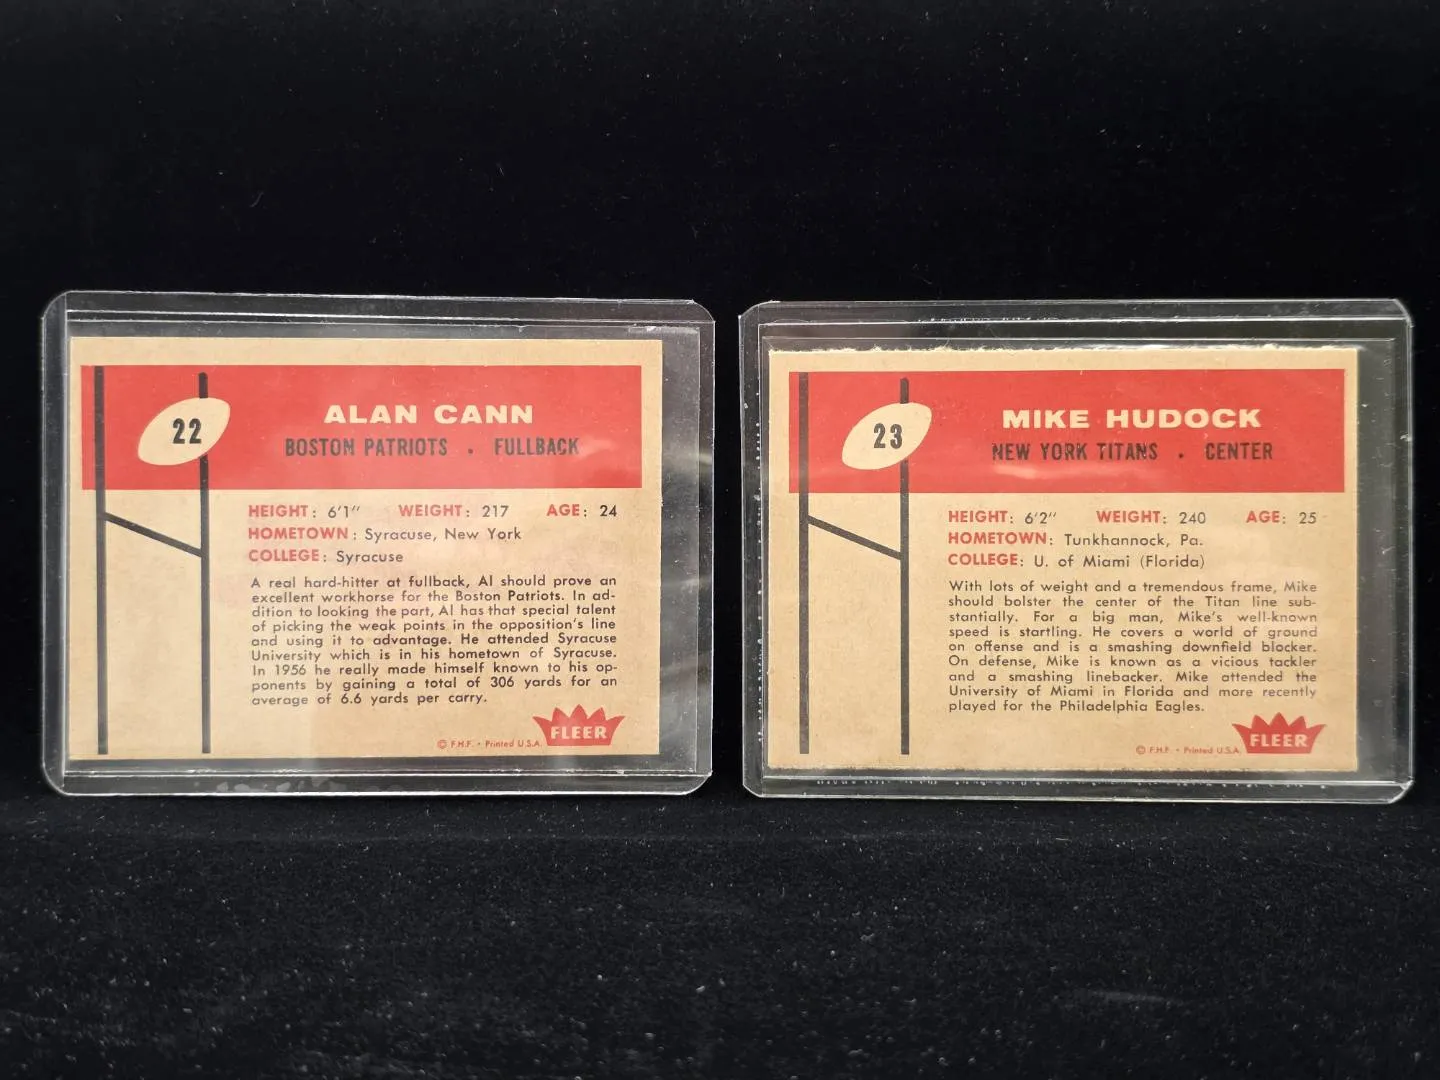 22
ALAN CANN
BOSTON PATRIOTS . FULLBACK
HEIGHT: 6'1" WEIGHT: 217 AGE: 24
HOMETOWN: Syracuse, New York
COLLEGE: Syracuse
A real hard-hitter at fullback, Al should prove an
excellent workhorse for the Boston Patriots. In ad-
dition to looking the part, Al has that special talent
of picking the weak points in the opposition's line
and using it to advantage. He attended Syracuse
University which is in his hometown of Syracuse.
In 1956 he really made himself known to his op-
ponents by gaining a total of 306 yards for an
average of 6.6 yards per carry.
© F.H.F. • Printed U.S.A.
FLEER
23
MIKE HUDOCK
NEW YORK TITANS . CENTER
HEIGHT: 6'2" WEIGHT: 240 AGE: 25
HOMETOWN: Tunkhannock, Pa.
COLLEGE: U. of Miami (Florida)
With lots of weight and a tremendous frame, Mike
should bolster the center of the Titan line sub-
stantially. For a big man, Mike's well-known
speed is startling. He covers a world of ground
on offense and is a smashing downfield blocker.
On defense, Mike is known as a vicious tackler
and a smashing linebacker. Mike attended the
University of Miami in Florida and more recently
played for the Philadelphia Eagles.
© F.H.F. • Printed U.S.A.
FLEER